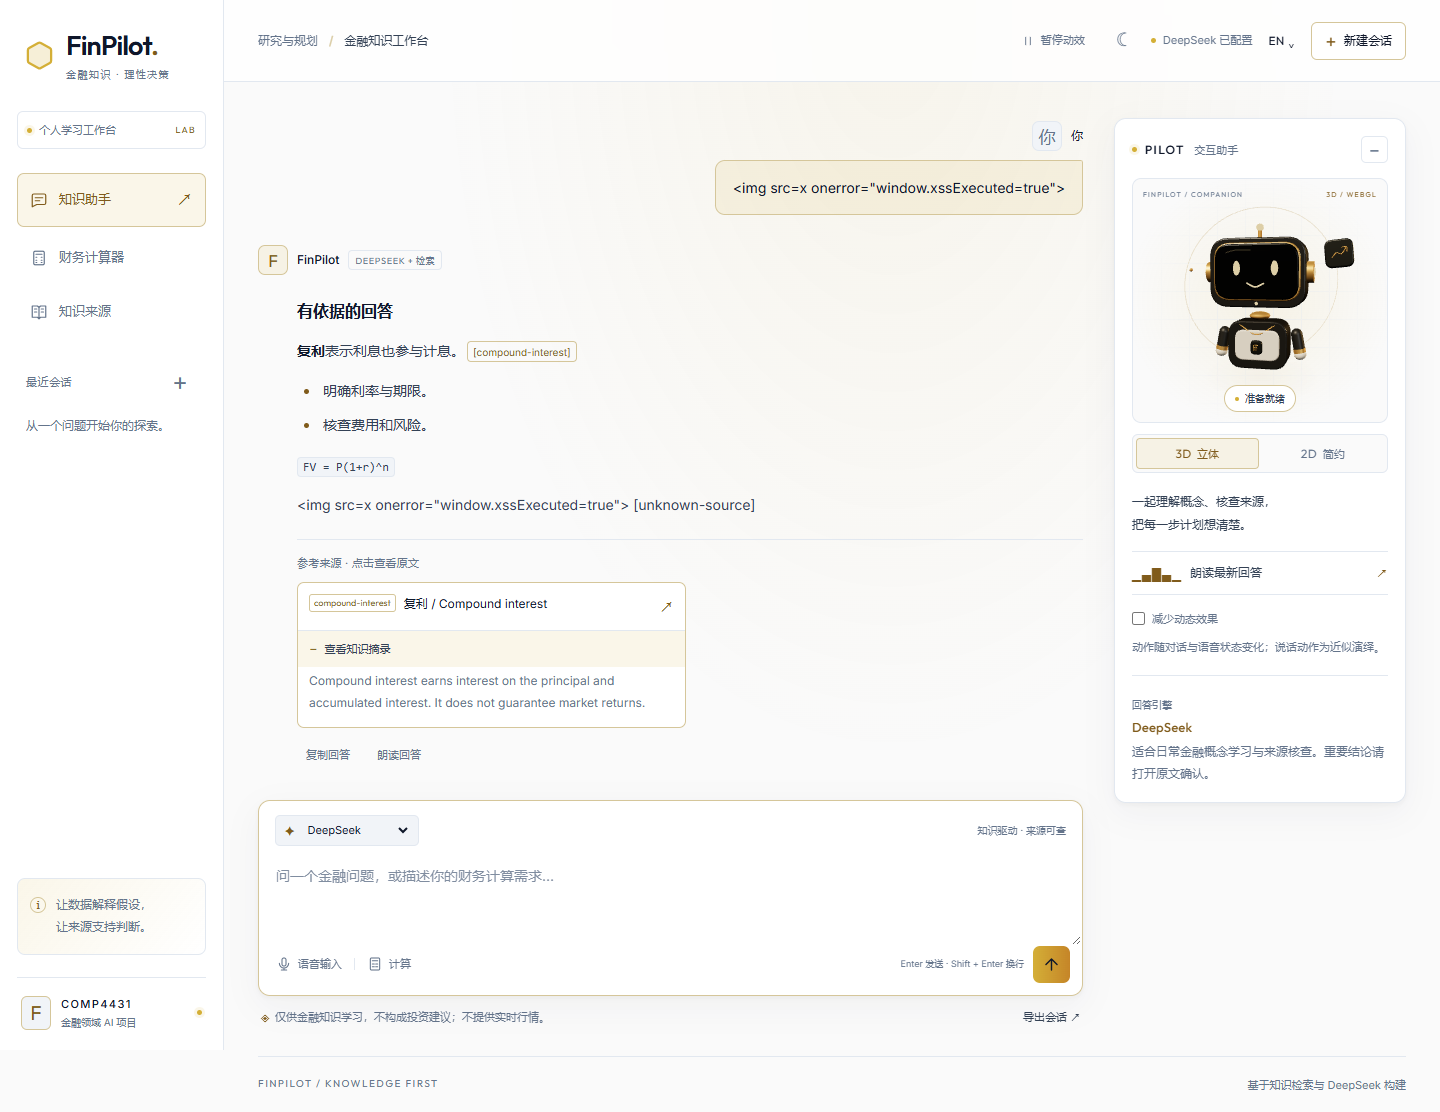 FinPilot.
金融知识 · 理性决策
个人学习工作台 LAB
知识助手
财务计算器
知识来源
最近会话 +
从一个问题开始你的探索。
让数据解释假设，
让来源支持判断。
F COMP4431
金融领域 AI 项目
研究与规划 / 金融知识工作台
暂停动效
DeepSeek 已配置
EN
+ 新建会话
你 你
<img src=x onerror="window.xssExecuted=true">
F FinPilot DEEPSEEK + 检索
有依据的回答
复利表示利息也参与计息。 [compound-interest]
• 明确利率与期限。
• 核查费用和风险。
FV = P(1+r)^n
<img src=x onerror="window.xssExecuted=true"> [unknown-source]
参考来源 · 点击查看原文
compound-interest 复利 / Compound interest ↗
− 查看知识摘录
Compound interest earns interest on the principal and
accumulated interest. It does not guarantee market returns.
复制回答 朗读回答
DeepSeek
知识驱动 · 来源可查
问一个金融问题，或描述你的财务计算需求...
语音输入 计算
Enter 发送 · Shift + Enter 换行
仅供金融知识学习，不构成投资建议；不提供实时行情。
导出会话 ↗
PILOT 交互助手 −
FINPILOT / COMPANION 3D / WEBGL
准备就绪
3D 立体 2D 简约
一起理解概念、核查来源，
把每一步计划想清楚。
朗读最新回答 ↗
减少动态效果
动作随对话与语音状态变化；说话动作为近似演绎。
回答引擎
DeepSeek
适合日常金融概念学习与来源核查。重要结论请
打开原文确认。
FINPILOT / KNOWLEDGE FIRST
基于知识检索与 DeepSeek 构建